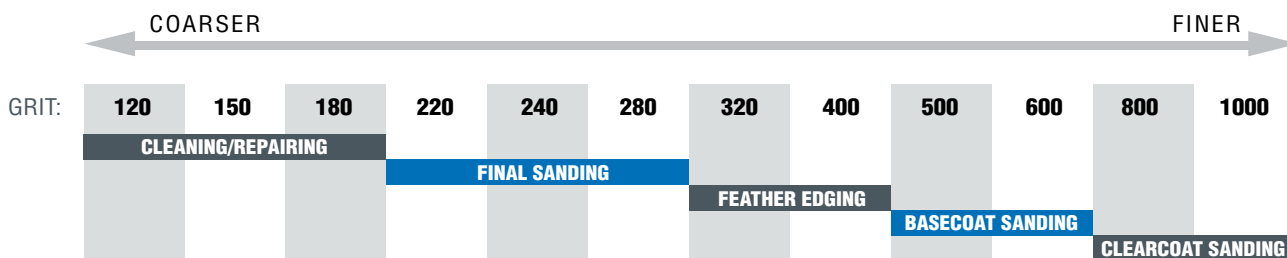 COARSER FINER
GRIT: 120 150 180 220 240 280 320 400 500 600 800 1000
CLEANING/REPAIRING
FINAL SANDING
FEATHER EDGING
BASECOAT SANDING
CLEARCOAT SANDING